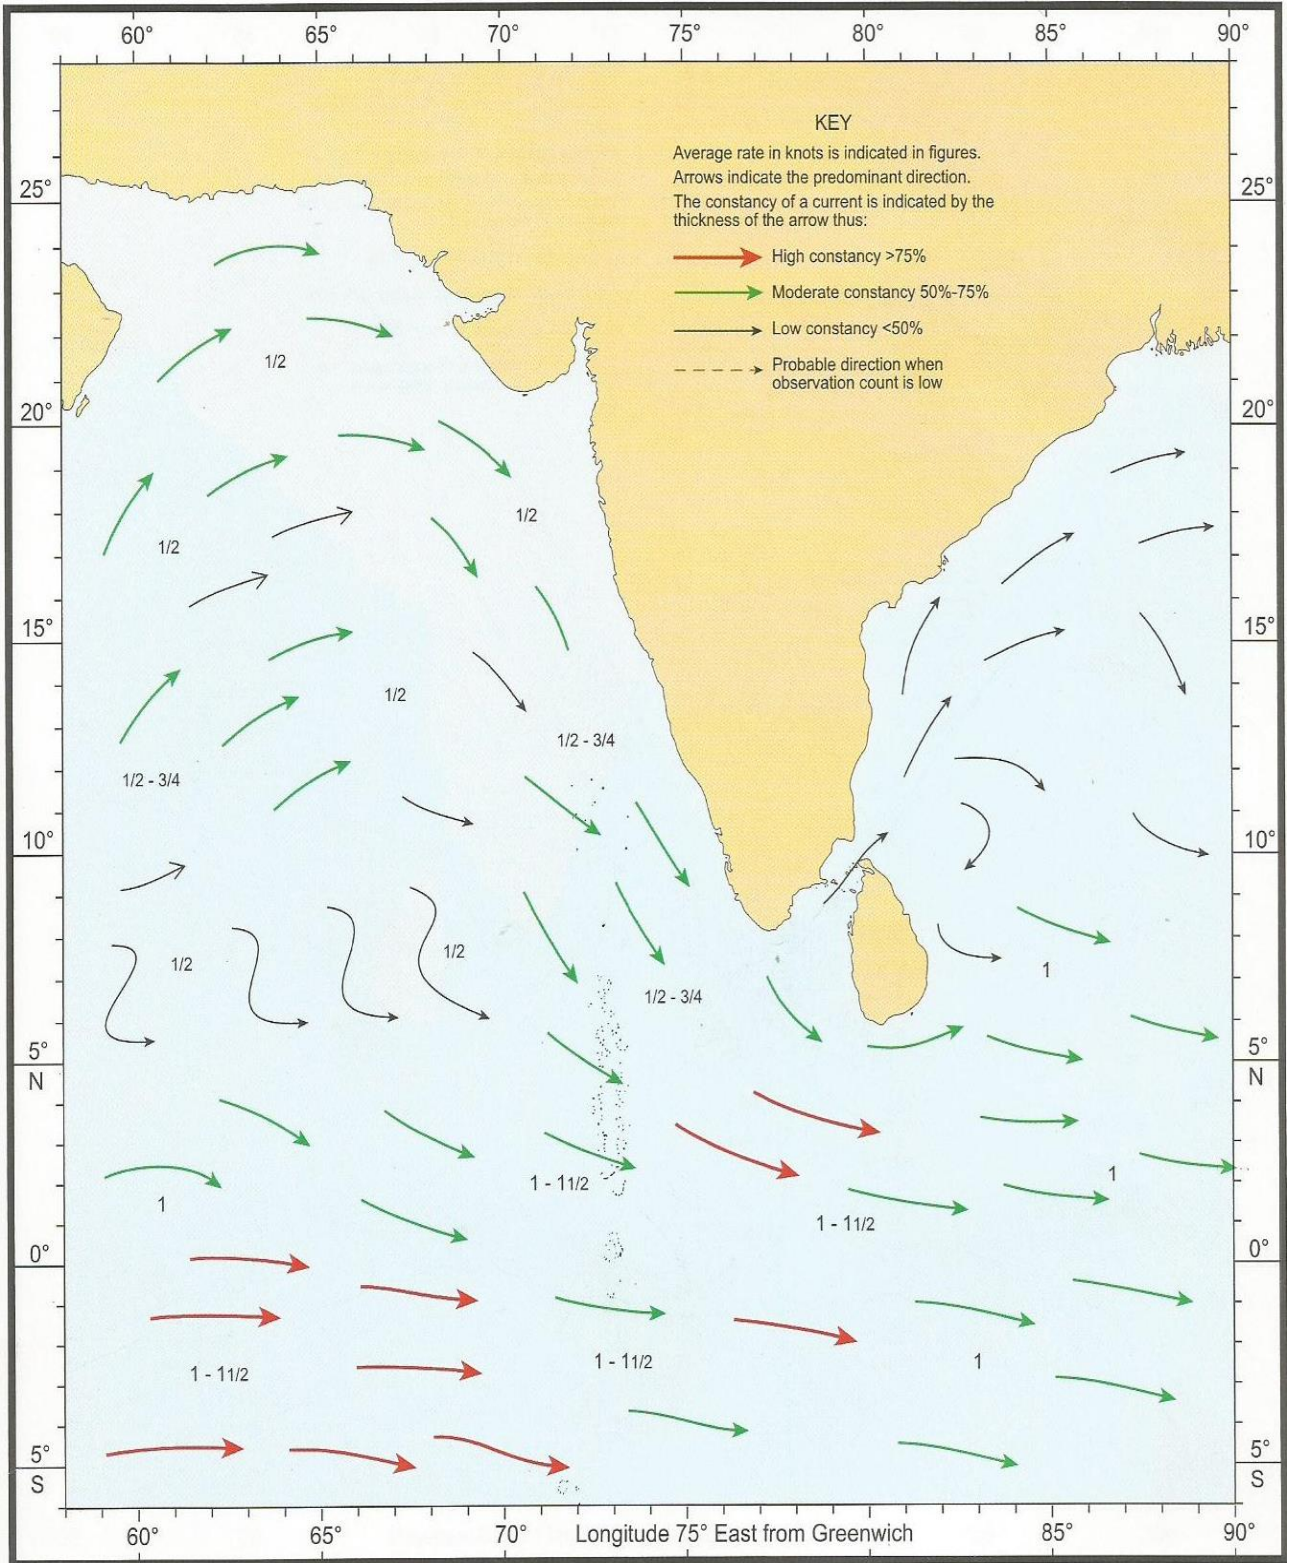 60° 65° 70° 75° 80° 85° 90°
KEY
Average rate in knots is indicated in figures.
Arrows indicate the predominant direction.
The constancy of a current is indicated by the
thickness of the arrow thus:
25° 25°
High constancy >75%
Moderate constancy 50%-75%
Low constancy <50%
1/2
Probable direction when
observation count is low
20° 20°
1/2
1/2
15° 15°
1/2
1/2 - 3/4
1/2 - 3/4
10° 10°
1/2
1/2
1
1/2 - 3/4
5° 5°
N N
1
1 - 11/2
1
1 - 11/2
0° 0°
1 - 11/2
1 - 11/2
1
5° 5°
S S
60° 65° 70° Longitude 75° East from Greenwich 85° 90°